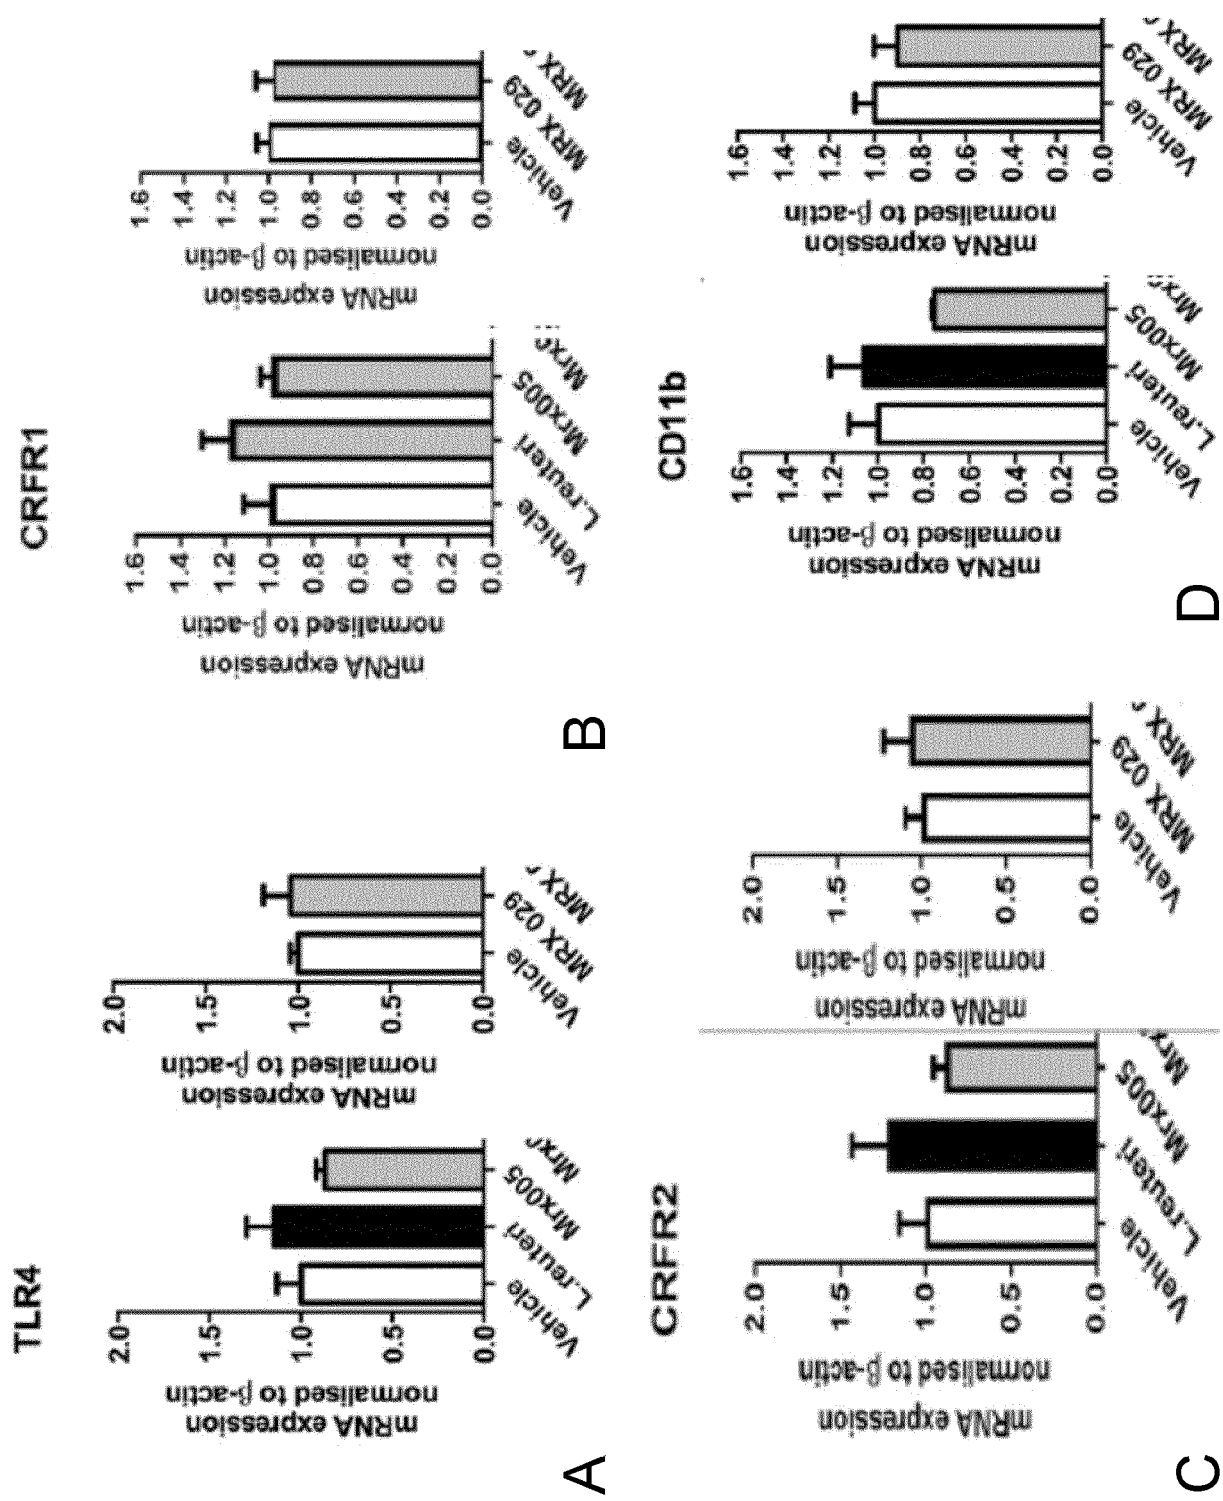 TLR4
mRNA expression
normalised to β-actin
2.0
1.5
1.0
0.5
0.0
Vehicle
L.reuteri
Mrx005
mRNA expression
normalised to β-actin
2.0
1.5
1.0
0.5
0.0
Vehicle
MRX 029
MRX
A
CRFR1
mRNA expression
normalised to β-actin
1.6
1.4
1.2
1.0
0.8
0.6
0.4
0.2
0.0
Vehicle
L.reuteri
Mrx005
mRNA expression
normalised to β-actin
1.6
1.4
1.2
1.0
0.8
0.6
0.4
0.2
0.0
Vehicle
MRX 029
MRX
B
CRFR2
mRNA expression
normalised to β-actin
2.0
1.5
1.0
0.5
0.0
Vehicle
L.reuteri
Mrx005
mRNA expression
normalised to β-actin
2.0
1.5
1.0
0.5
0.0
Vehicle
MRX 029
MRX
C
CD11b
mRNA expression
normalised to β-actin
1.6
1.4
1.2
1.0
0.8
0.6
0.4
0.2
0.0
Vehicle
L.reuteri
Mrx005
mRNA expression
normalised to β-actin
1.6
1.4
1.2
1.0
0.8
0.6
0.4
0.2
0.0
Vehicle
MRX 029
MRX
D